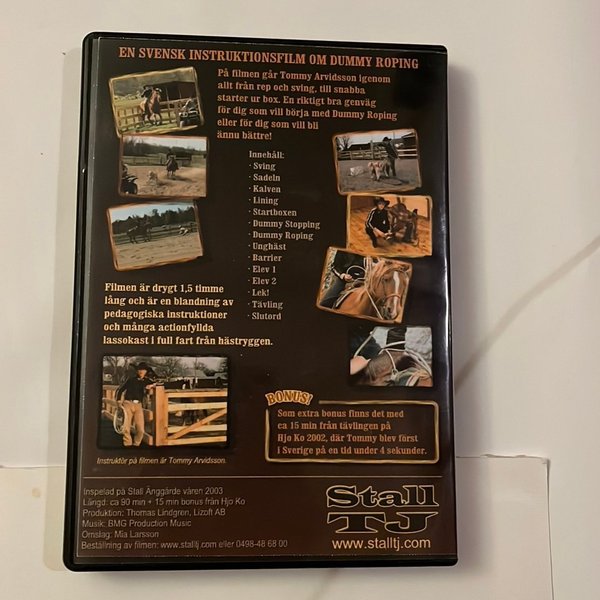 EN SVENSK INSTRUKTIONSFILM OM DUMMY ROPING
På filmen går Tommy Arvidsson igenom
allt från rep och sving, till snabba
starter ur box. En riktigt bra genväg
för dig som vill börja med Dummy Roping
eller för dig som vill bli
ännu bättre!
Innehåll:
· Sving
· Sadeln
· Kalven
· Lining
· Startboxen
· Dummy Stopping
· Dummy Roping
· Unghäst
· Barrier
· Elev 1
· Elev 2
· Lek!
· Tävling
· Slutord
Filmen är drygt 1,5 timme
lång och är en blandning av
pedagogiska instruktioner
och många actionfyllda
lassokast i full fart från hästryggen.
Instruktör på filmen är Tommy Arvidsson.
BONUS!
Som extra bonus finns det med
ca 15 min från tävlingen på
Hjo Ko 2002, där Tommy blev först
i Sverige på en tid under 4 sekunder.
Inspelad på Stall Änggårde våren 2003
Längd: ca 90 min + 15 min bonus från Hjo Ko
Produktion: Thomas Lindgren, Lizoft AB
Musik: BMG Production Music
Omslag: Mia Larsson
Beställning av filmen: www.stalltj.com eller 0498-48 68 00
Stall
TJ
www.stalltj.com